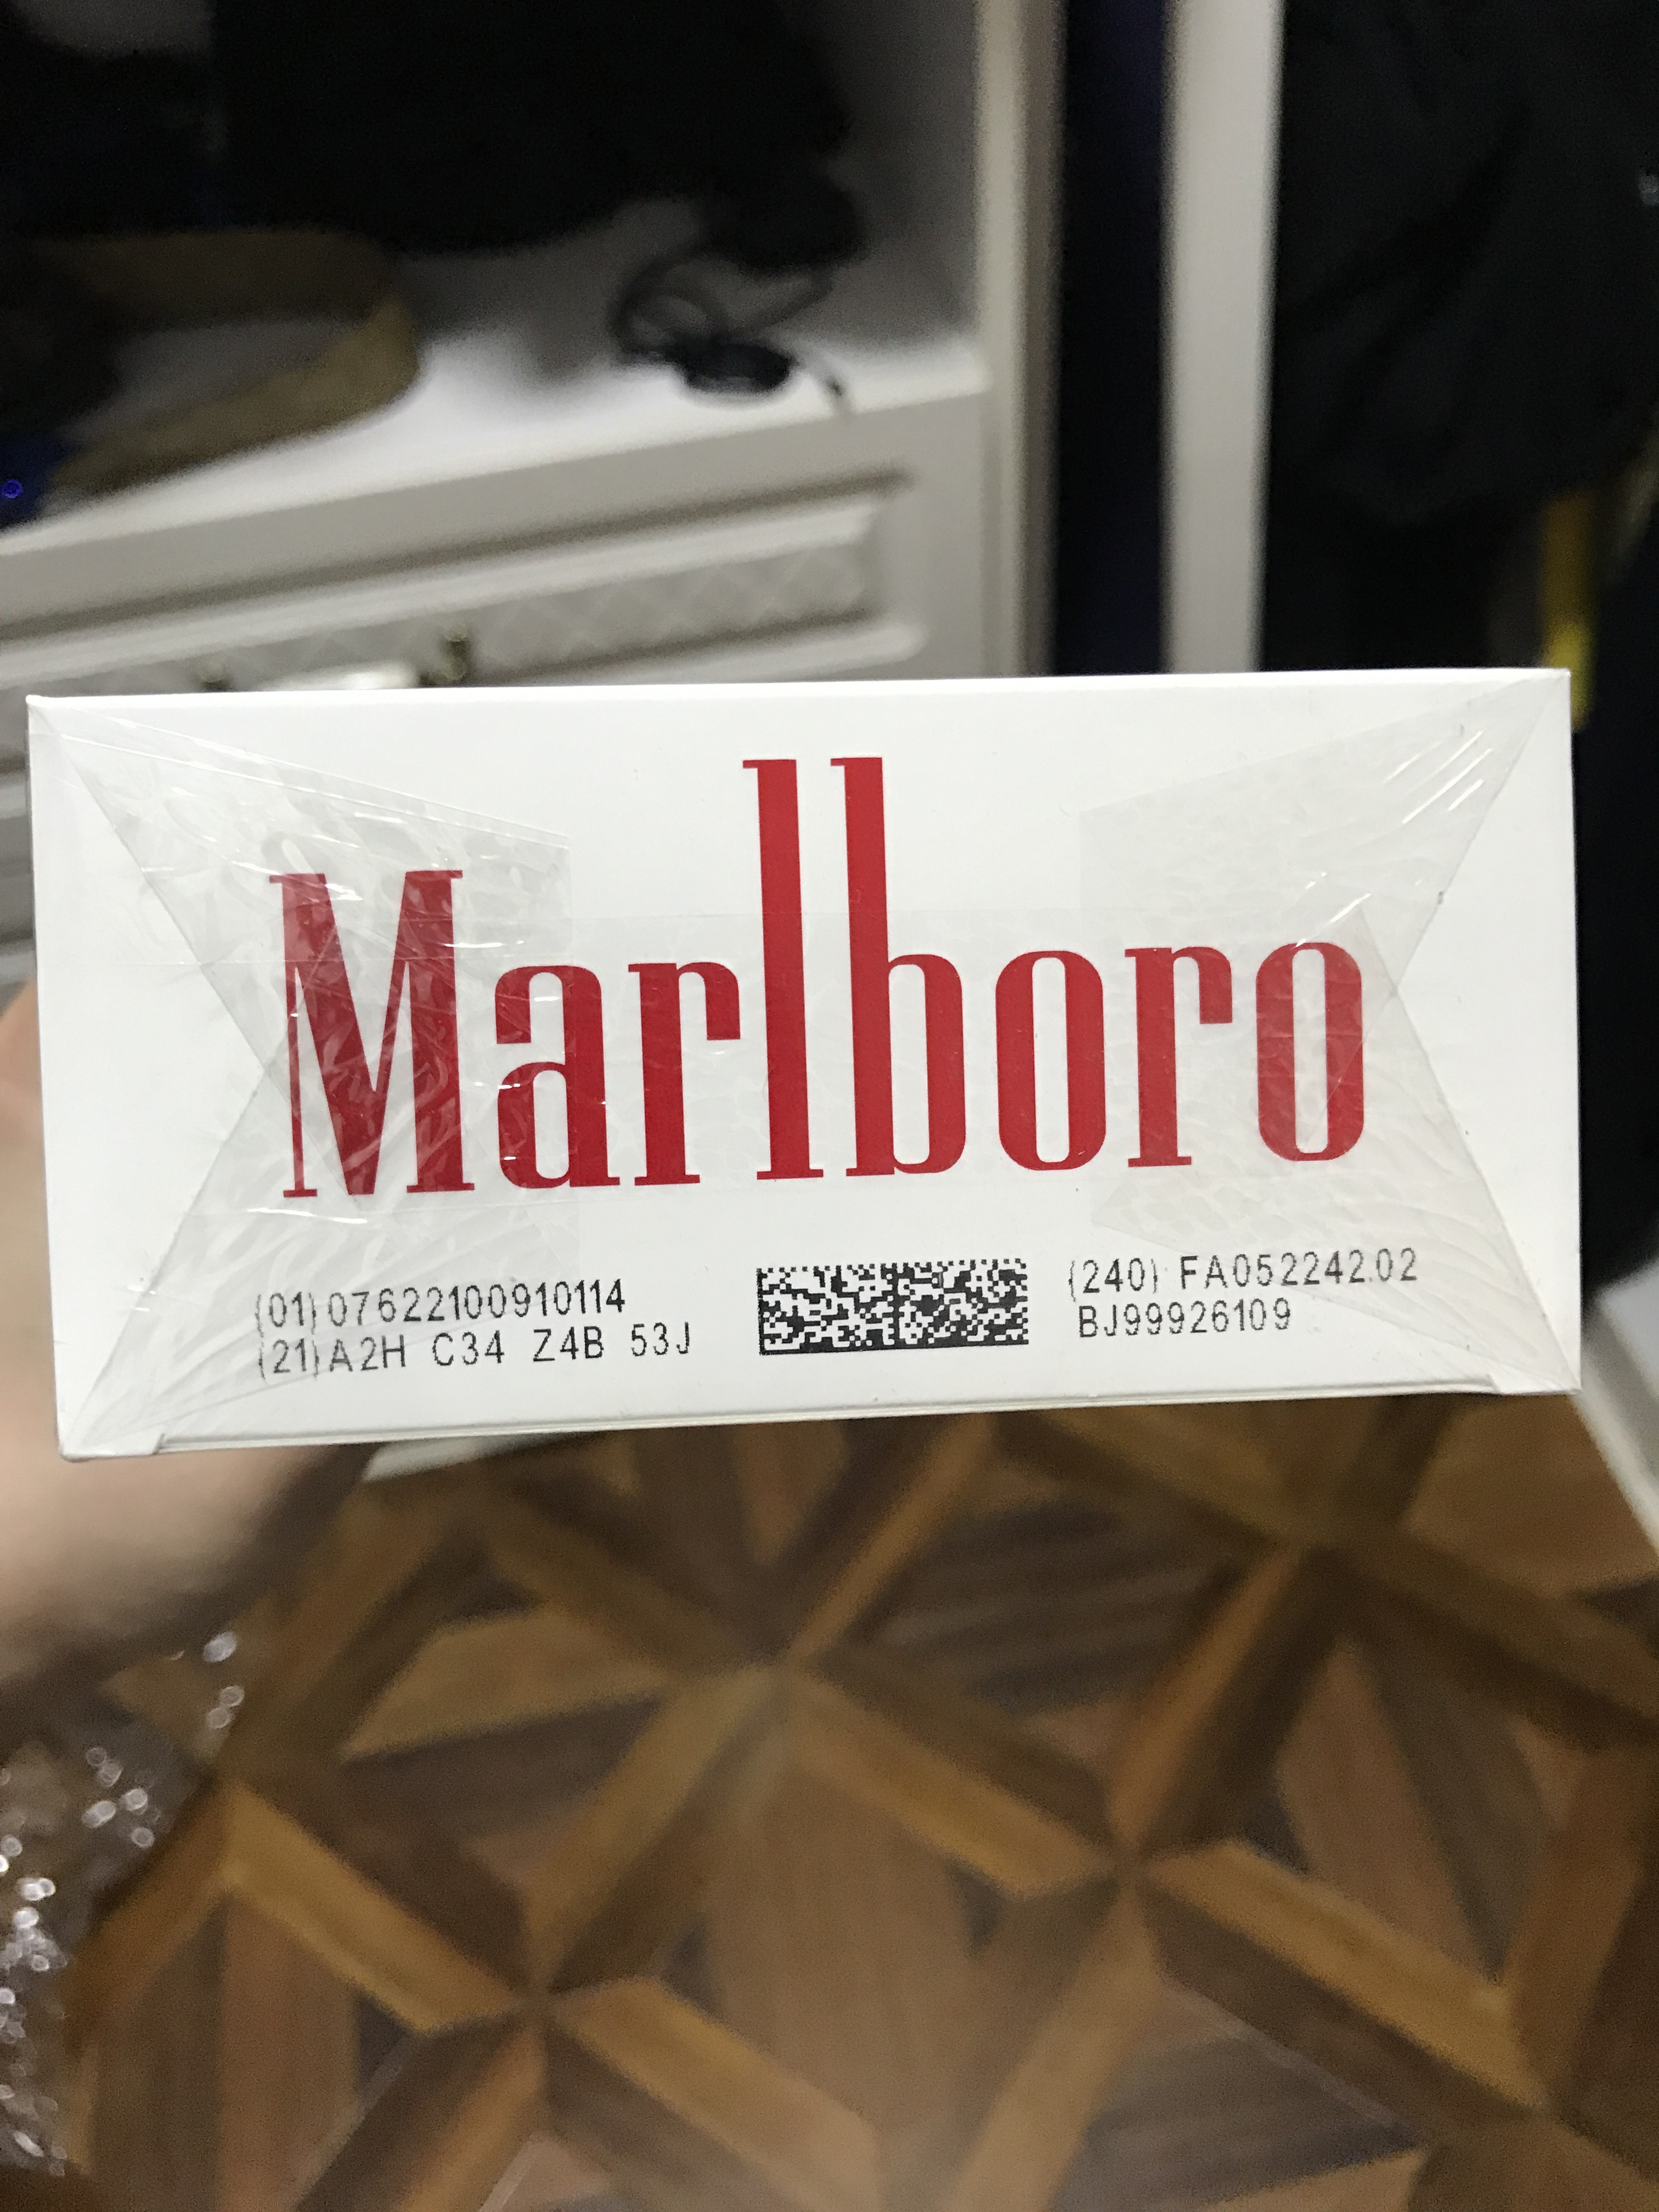 Marlboro
(01) 07622100910114
(21) A2H C34 Z4B 53J
(240) FA052242.02
BJ99926109